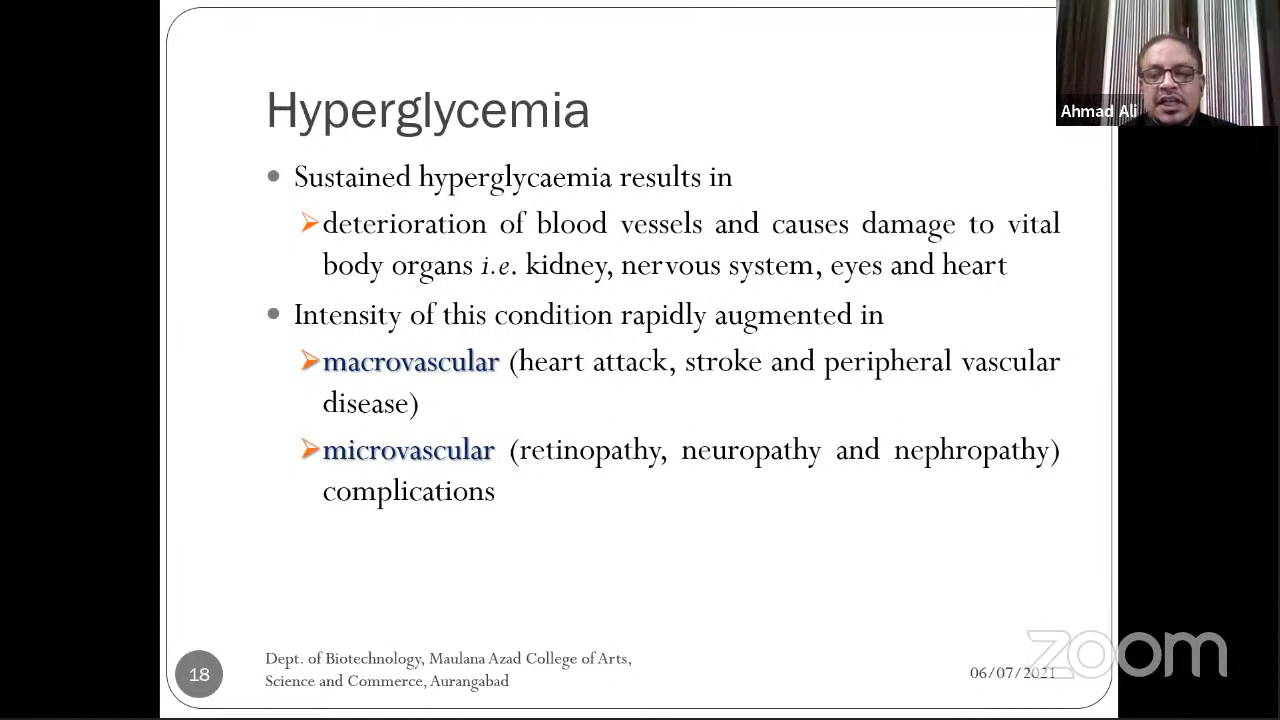 Hyperglycemia
Sustained hyperglycaemia results in
deterioration of blood vessels and causes damage to vital
body organs i.e. kidney, nervous system, eyes and heart
Intensity of this condition rapidly augmented in
macrovascular (heart attack, stroke and peripheral vascular
disease)
microvascular (retinopathy, neuropathy and nephropathy)
complications
Ahmad Ali
18
Dept. of Biotechnology, Maulana Azad College of Arts,
Science and Commerce, Aurangabad
06/07/2021
zoom